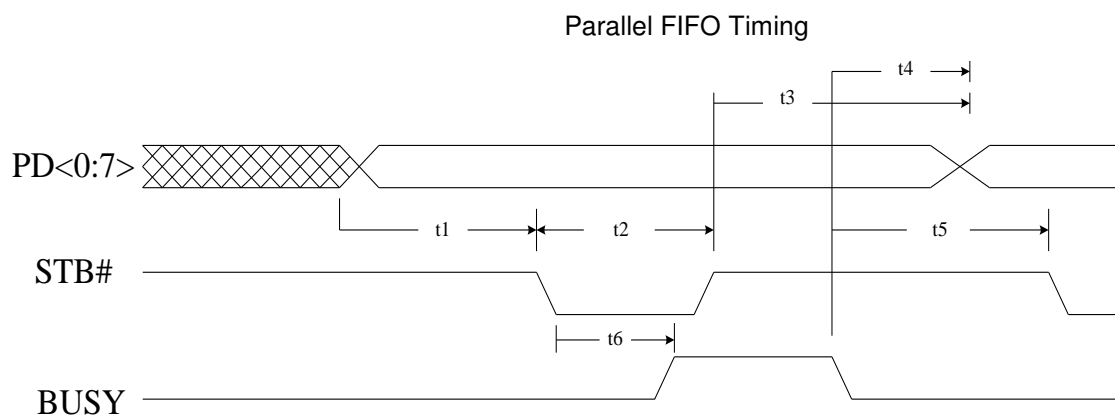 Parallel FIFO Timing
t4
t3
PD<0:7>
t1
t2
t5
STB#
t6
BUSY